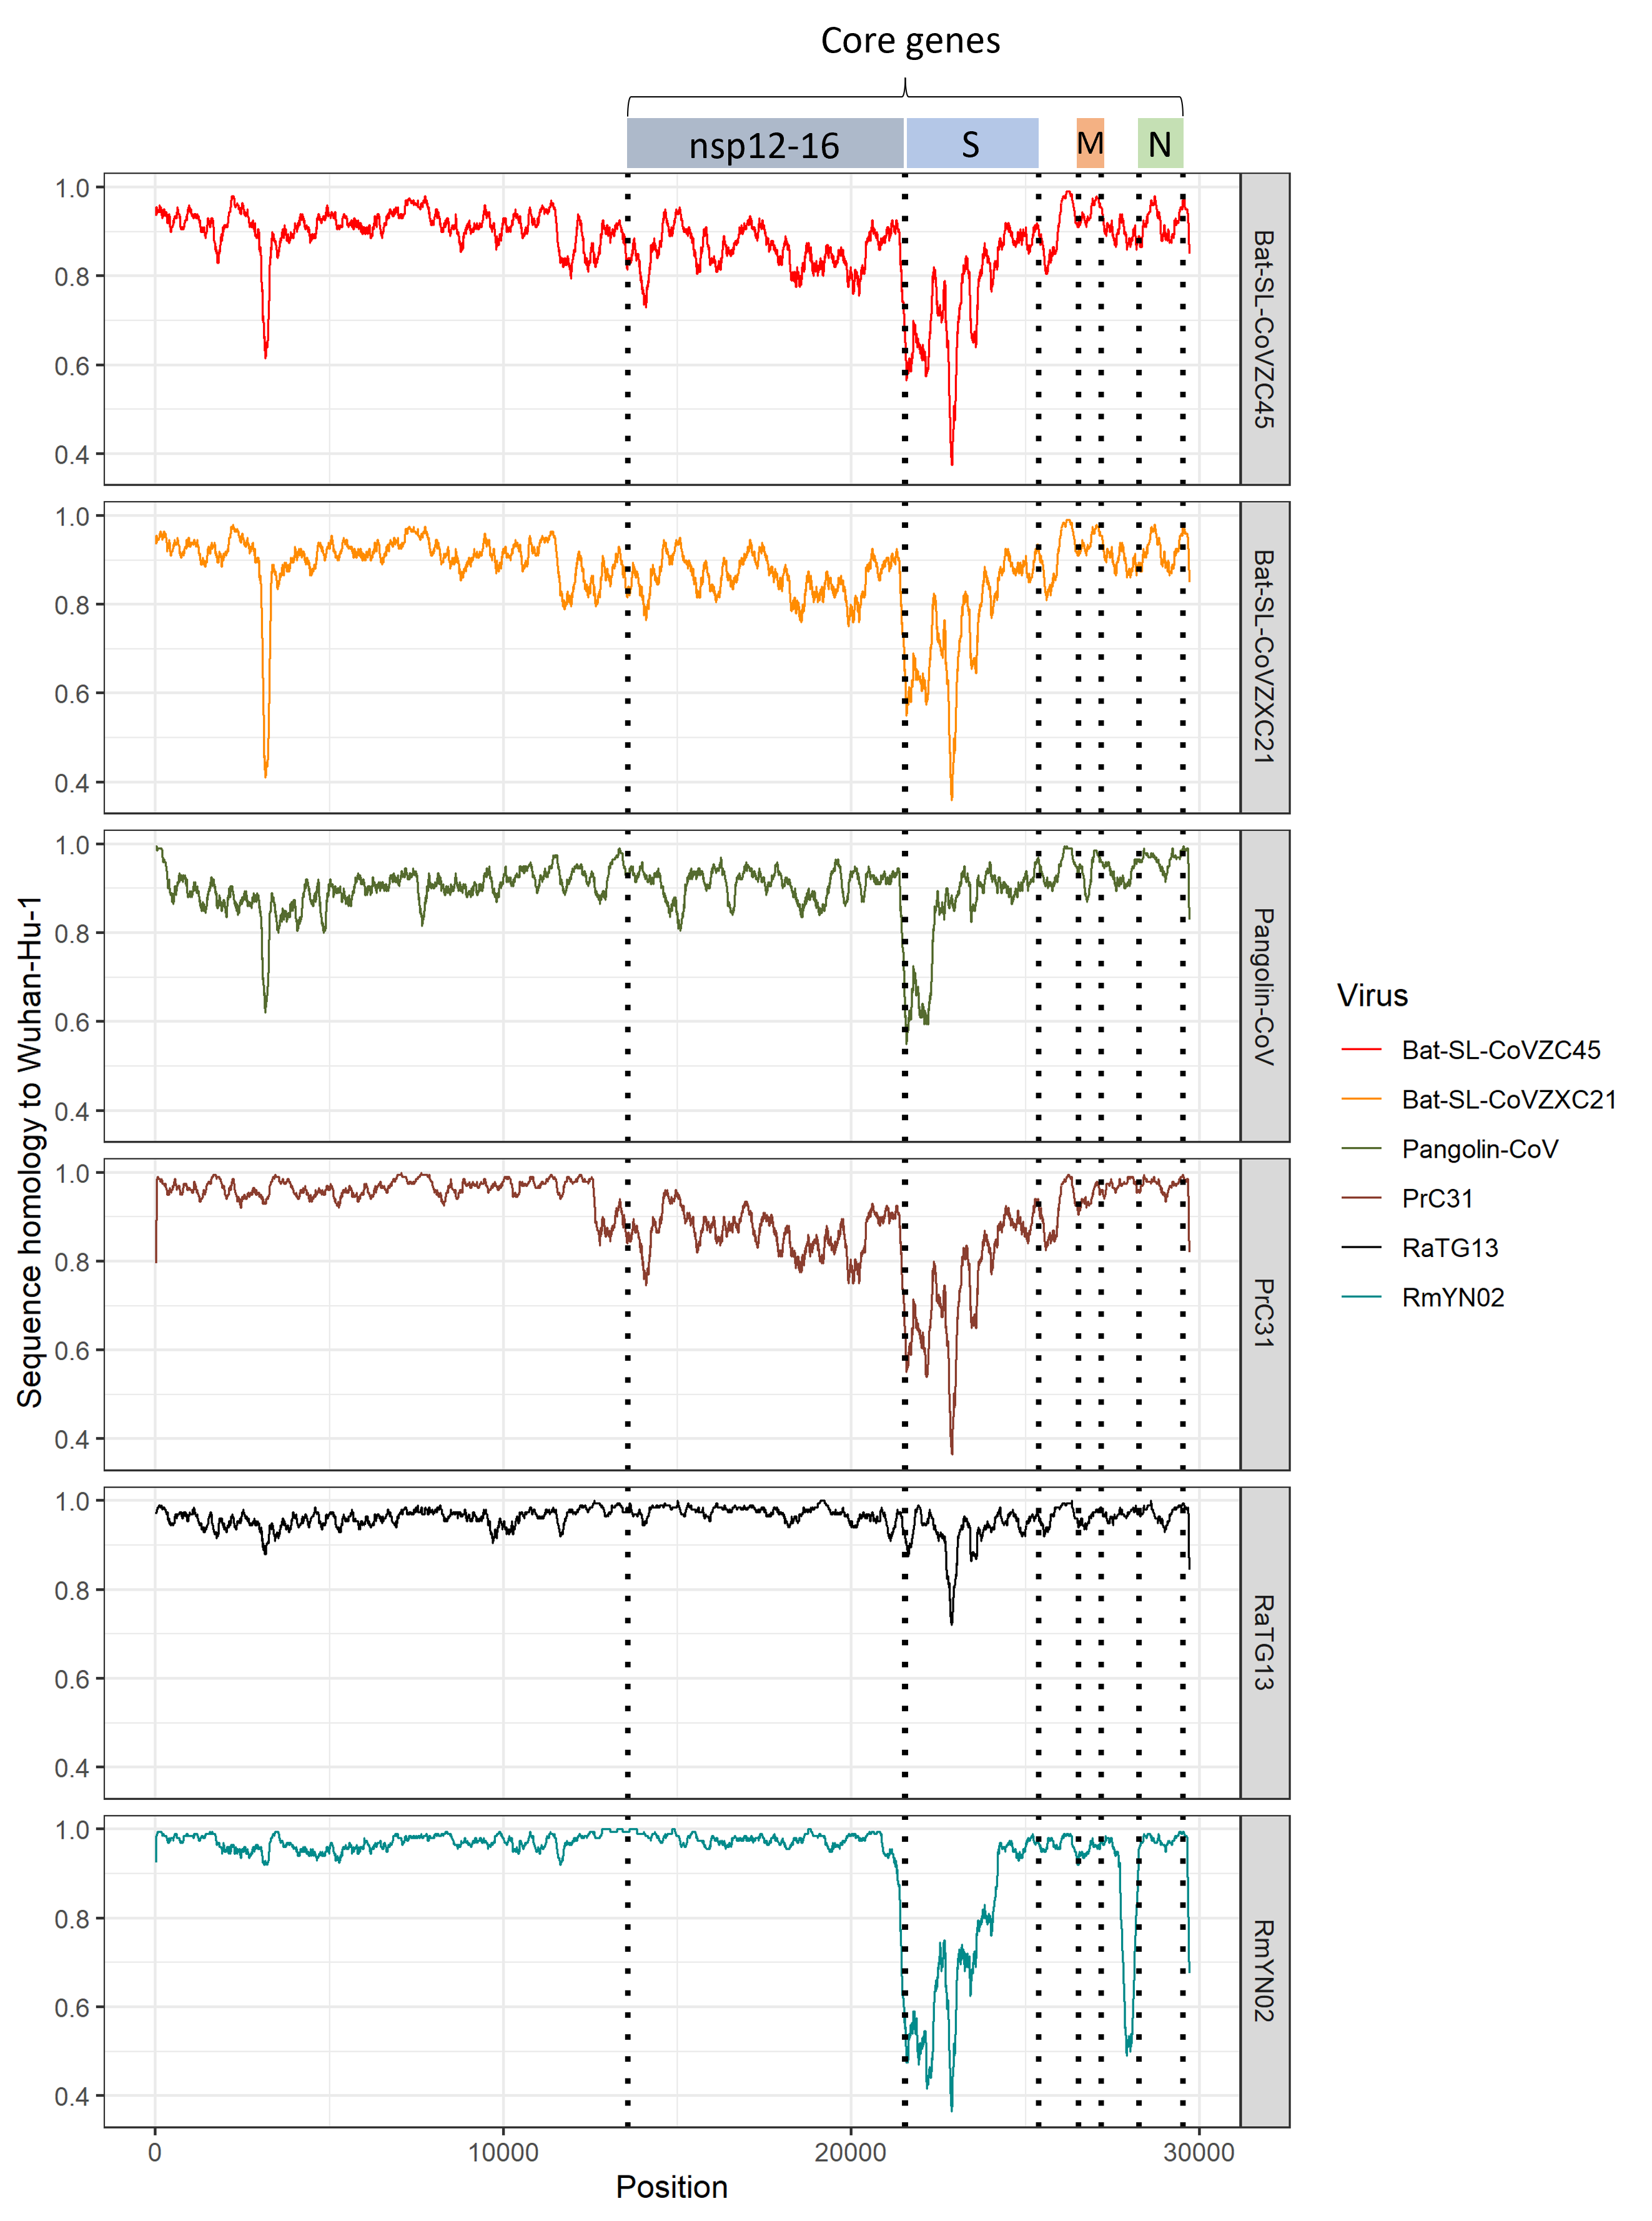 Core genes
nsp12-16 S M N
Sequence homology to Wuhan-Hu-1
1.0
0.8
0.6
0.4
Bat-SL-CoVZC45
1.0
0.8
0.6
0.4
Bat-SL-CoVZXC21
1.0
0.8
0.6
0.4
Pangolin-CoV
1.0
0.8
0.6
0.4
PrC31
1.0
0.8
0.6
0.4
RaTG13
1.0
0.8
0.6
0.4
RmYN02
0 10000 20000 30000
Position
Virus
Bat-SL-CoVZC45
Bat-SL-CoVZXC21
Pangolin-CoV
PrC31
RaTG13
RmYN02